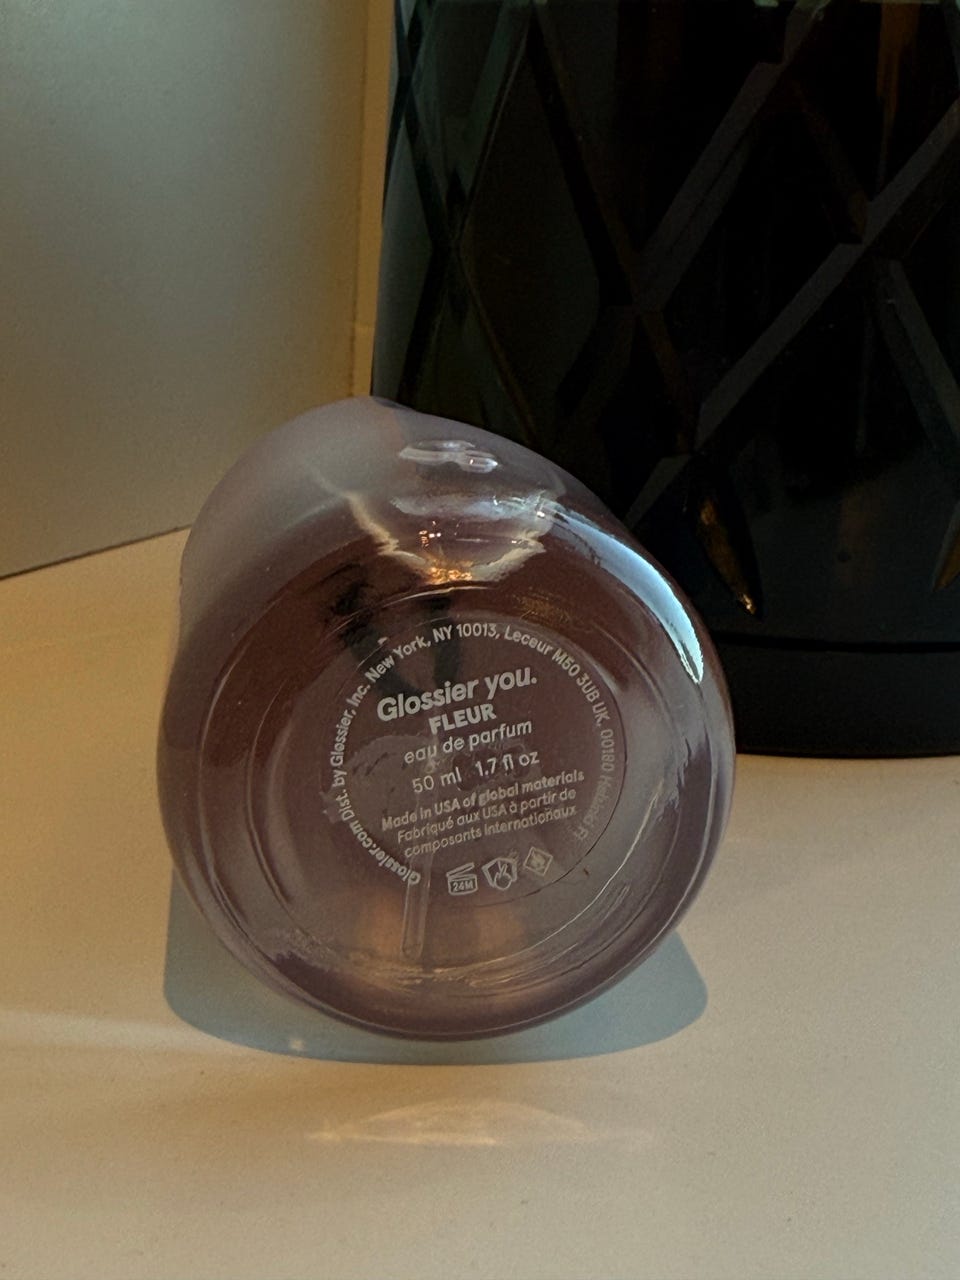 Glossier.com Dist. by Glossier, Inc. New York, NY 10013, Leceur M50 3UB UK, 00180 Helsinki FI
Glossier you.
FLEUR
eau de parfum
50 ml 1.7 fl oz
Made in USA of global materials
Fabriqué aux USA à partir de
composants internationaux
24M